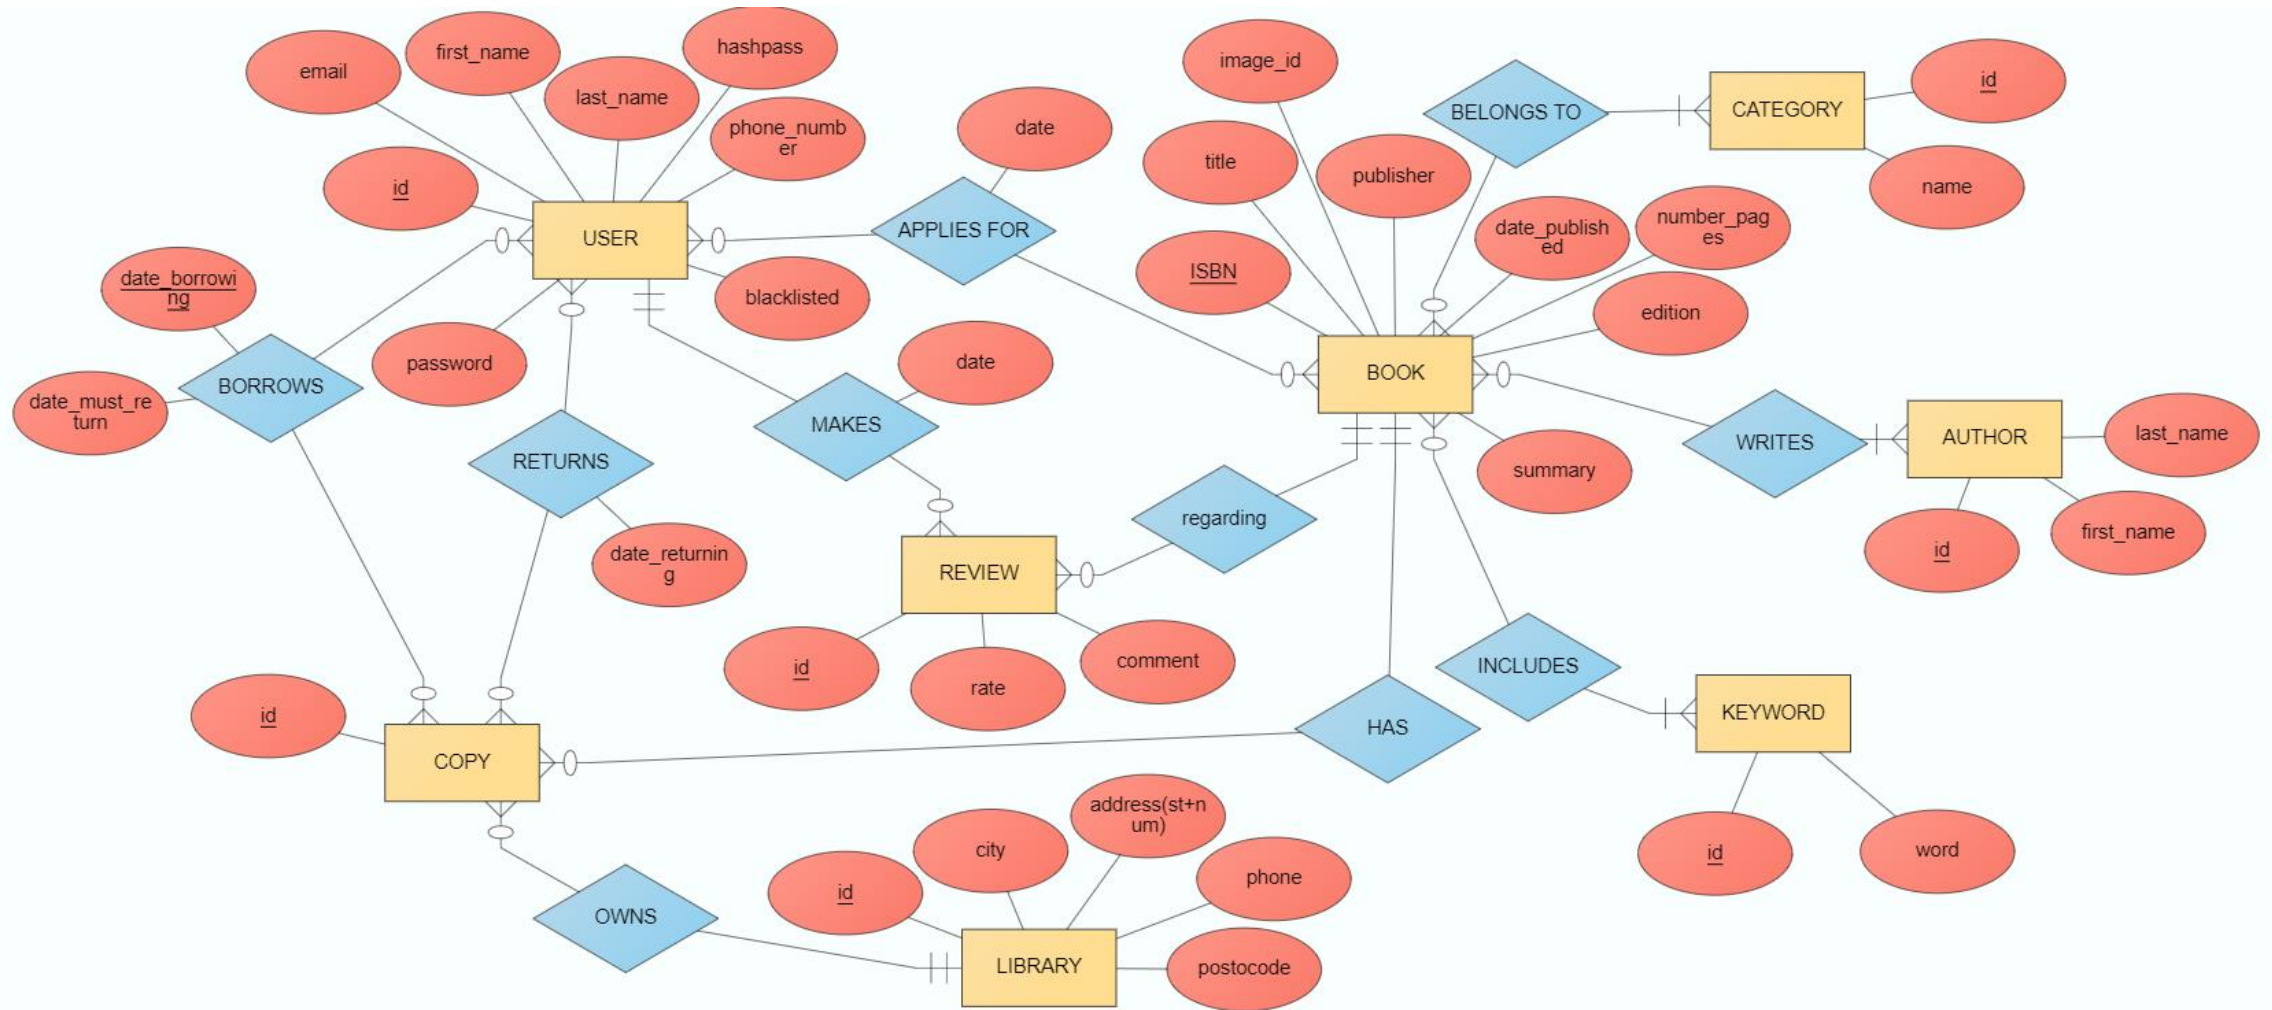 hashpass
first_name
email
last_name
phone_numb
er
id
USER
date_borrowi
ng
date_must_re
turn
BORROWS
password
blacklisted
RETURNS
date_returnin
g
APPLIES FOR
date
MAKES
date
REVIEW
id
rate
comment
regarding
image_id
title
publisher
ISBN
date_publish
ed
number_pag
es
edition
BOOK
summary
BELONGS TO
CATEGORY
id
name
WRITES
AUTHOR
last_name
first_name
id
INCLUDES
KEYWORD
id
word
HAS
id
COPY
OWNS
id
city
address(st+n
um)
phone
postocode
LIBRARY